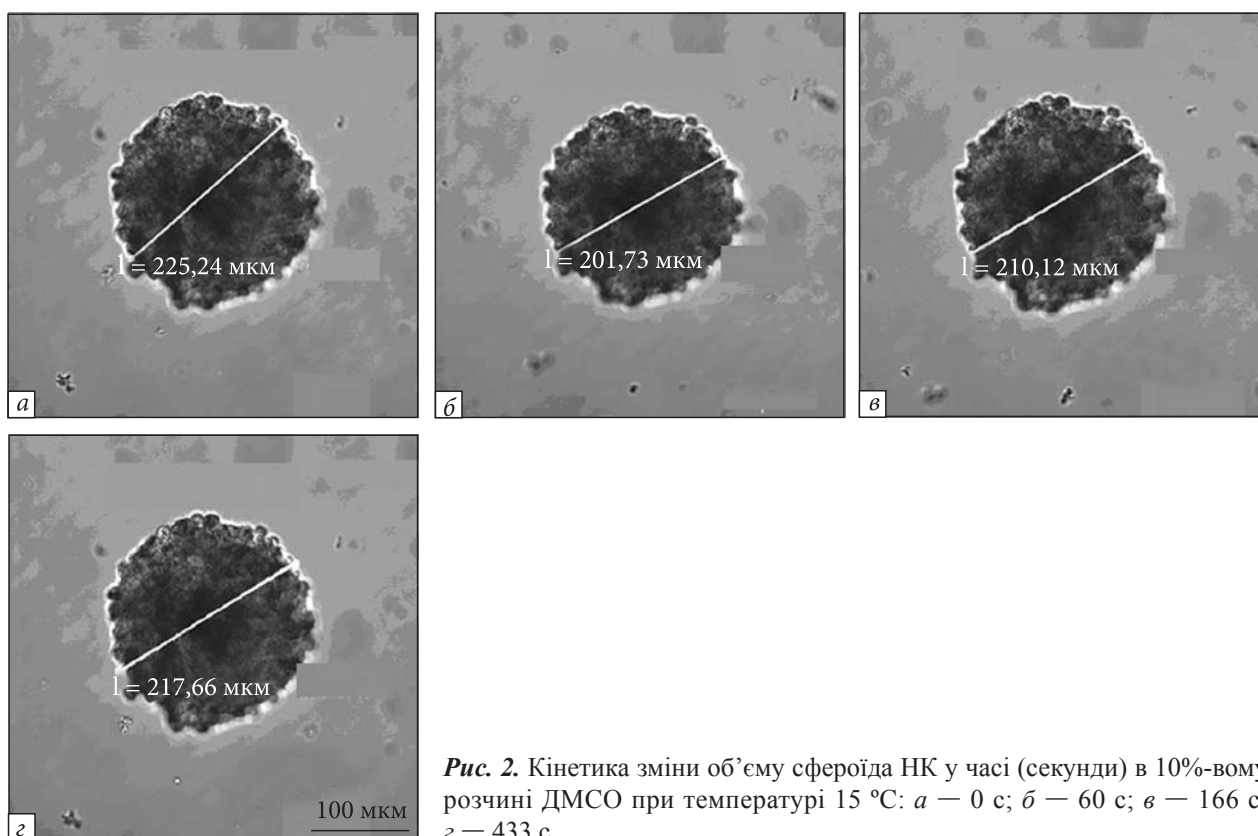 l = 225,24 мкм
а
l = 201,73 мкм
б
l = 210,12 мкм
в
l = 217,66 мкм
100 мкм
г
Рис. 2. Кінетика зміни об’єму сфероїда НК у часі (секунди) в 10%-вому
розчині ДМСО при температурі 15 ºС: а — 0 с; б — 60 с; в — 166 с
г — 433 с